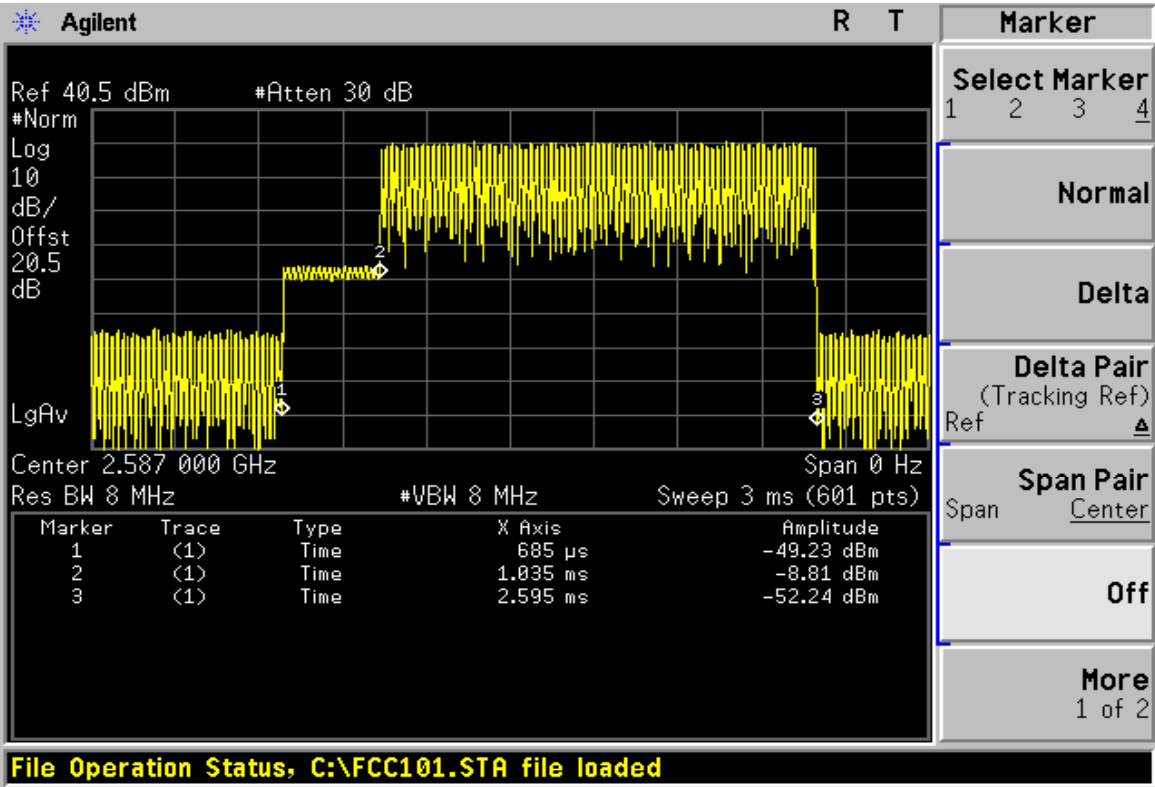 Agilent R T Marker
Ref 40.5 dBm #Atten 30 dB
#Norm
Log
10
dB/
Offst
20.5
dB
LgAv
2
1
3
Center 2.587 000 GHz Span 0 Hz
Res BW 8 MHz #VBW 8 MHz Sweep 3 ms (601 pts)
Marker Trace Type X Axis Amplitude
1 (1) Time 685 µs -49.23 dBm
2 (1) Time 1.035 ms -8.81 dBm
3 (1) Time 2.595 ms -52.24 dBm
Select Marker
1 2 3 4
Normal
Delta
Delta Pair
(Tracking Ref)
Ref Δ
Span Pair
Span Center
Off
More
1 of 2
File Operation Status, C:\FCC101.STA file loaded